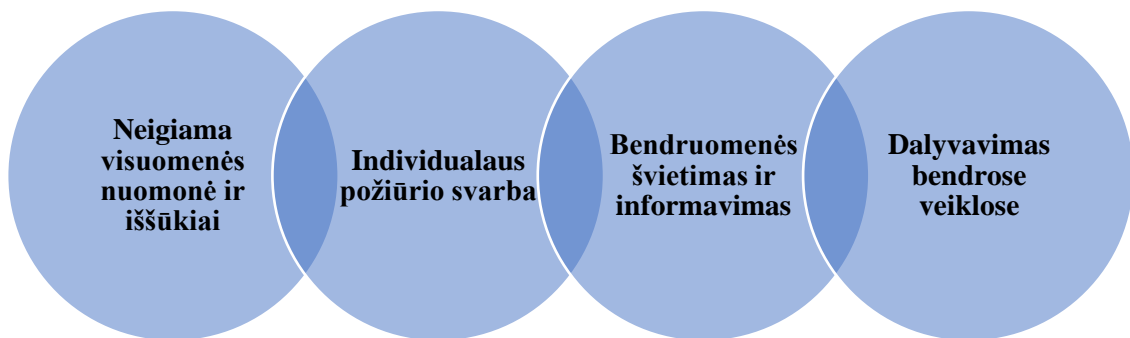 Neigiama
visuomenės
nuomonė ir
iššūkiai
Individualaus
požiūrio svarba
Bendruomenės
švietimas ir
informavimas
Dalyvavimas
bendrose
veiklose